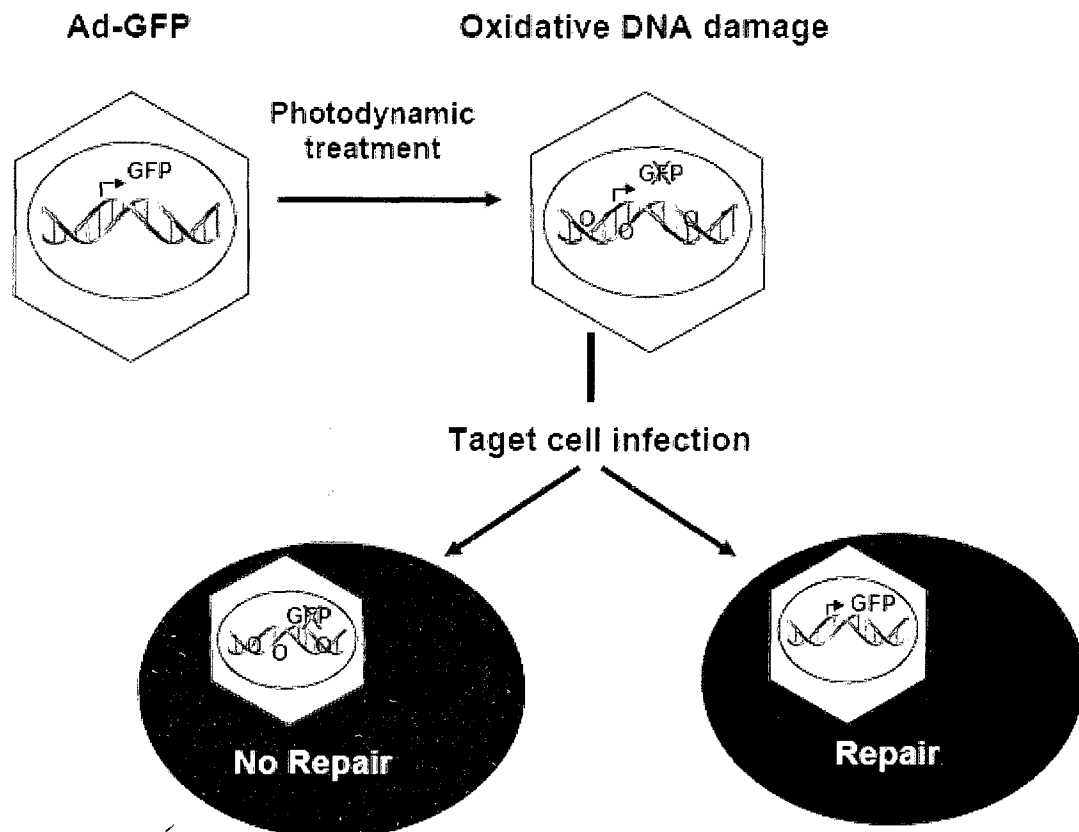 Ad-GFP
Oxidative DNA damage
Photodynamic
treatment
GFP
GFP
O
O
O
Taget cell infection
GFP
O
O
O
GFP
No Repair
Repair